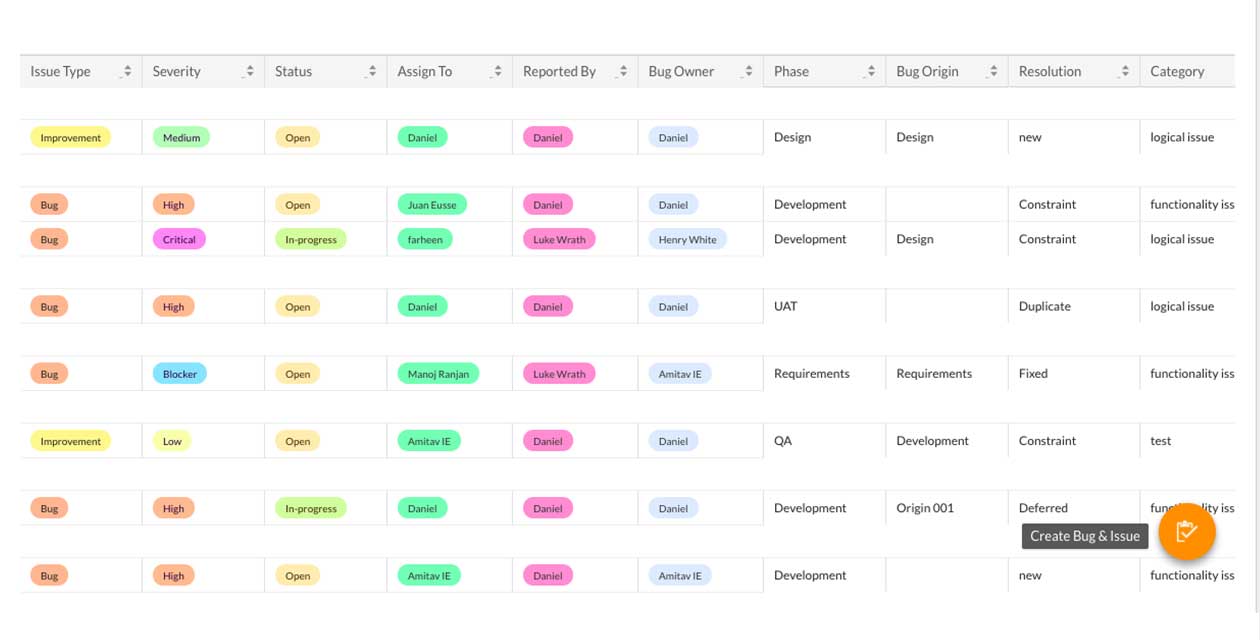 Issue Type Severity Status Assign To Reported By Bug Owner Phase Bug Origin Resolution Category
Improvement Medium Open Daniel Daniel Daniel Design Design new logical issue
Bug High Open Juan Eusse Daniel Daniel Development Constraint functionality iss
Bug Critical In-progress farheen Luke Wrath Henry White Development Design Constraint logical issue
Bug High Open Daniel Daniel Daniel UAT Duplicate logical issue
Bug Blocker Open Manoj Ranjan Luke Wrath Amitav IE Requirements Requirements Fixed functionality iss
Improvement Low Open Amitav IE Daniel Daniel QA Development Constraint test
Bug High In-progress Daniel Daniel Daniel Development Origin 001 Deferred
Create Bug & Issue
Bug High Open Amitav IE Daniel Amitav IE Development new functionality iss